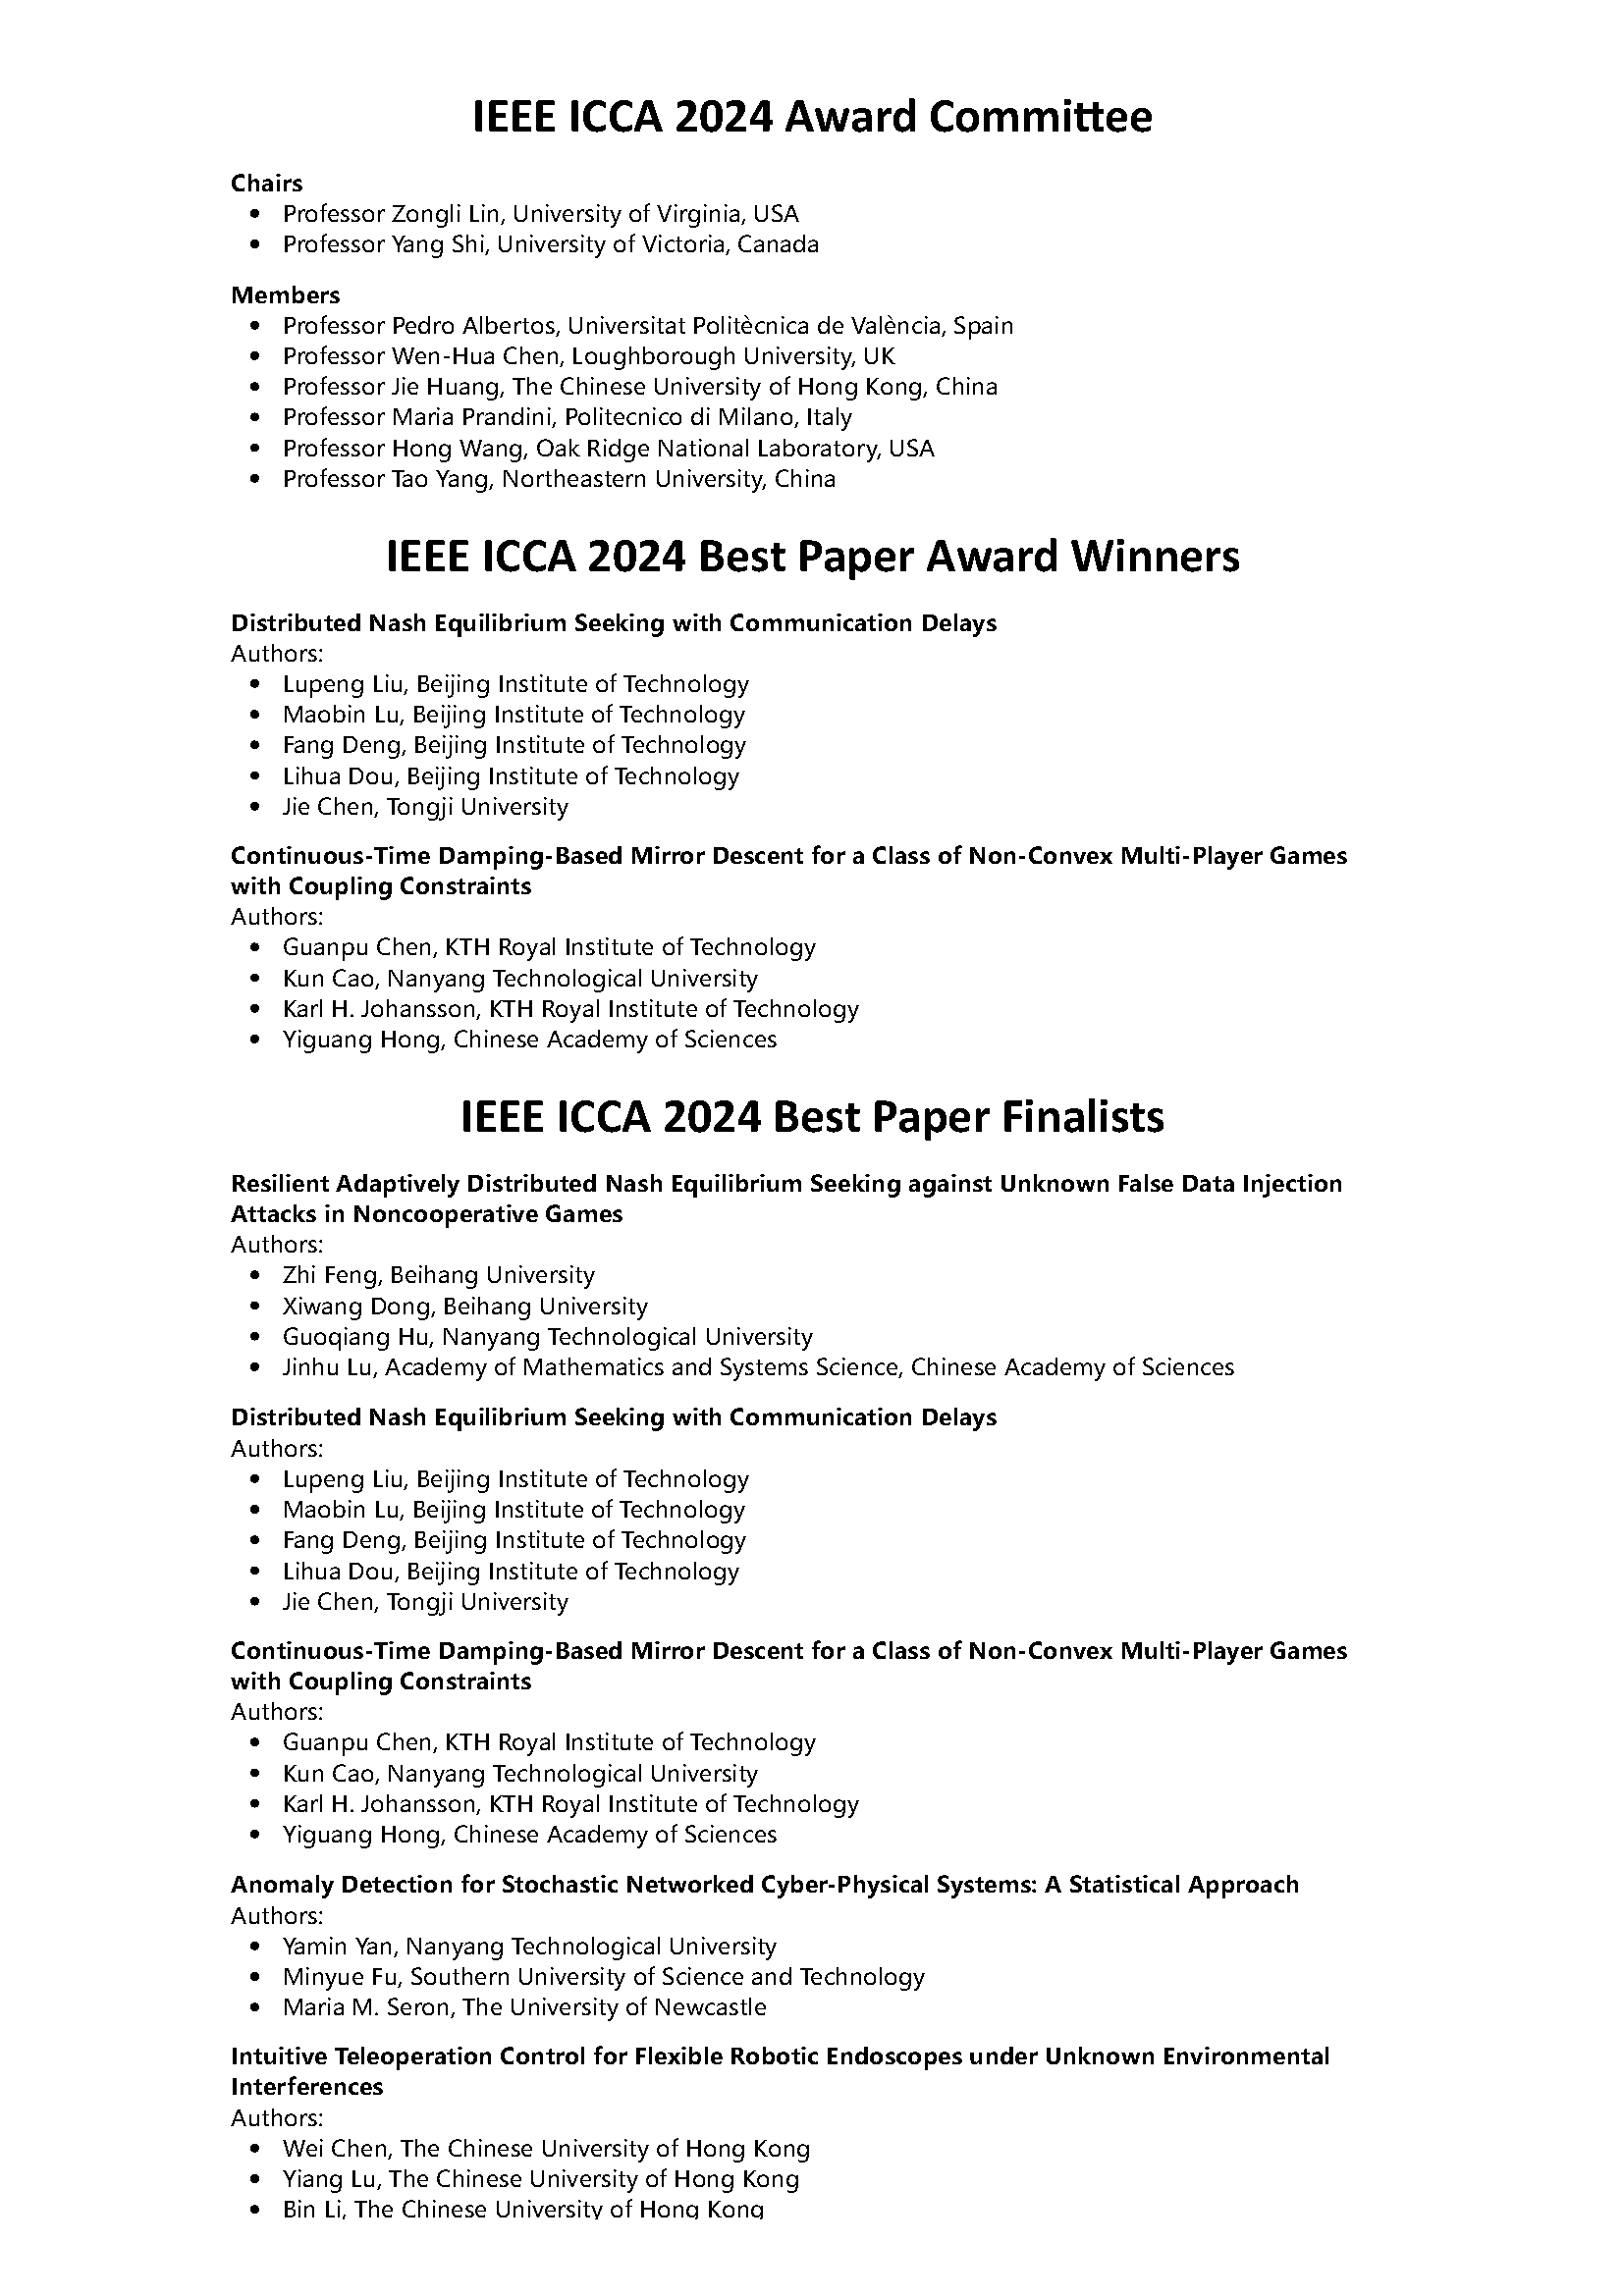 IEEE ICCA 2024 Award Committee
Chairs
• Professor Zongli Lin, University of Virginia, USA
• Professor Yang Shi, University of Victoria, Canada
Members
• Professor Pedro Albertos, Universitat Politècnica de València, Spain
• Professor Wen-Hua Chen, Loughborough University, UK
• Professor Jie Huang, The Chinese University of Hong Kong, China
• Professor Maria Prandini, Politecnico di Milano, Italy
• Professor Hong Wang, Oak Ridge National Laboratory, USA
• Professor Tao Yang, Northeastern University, China
IEEE ICCA 2024 Best Paper Award Winners
Distributed Nash Equilibrium Seeking with Communication Delays
Authors:
• Lupeng Liu, Beijing Institute of Technology
• Maobin Lu, Beijing Institute of Technology
• Fang Deng, Beijing Institute of Technology
• Lihua Dou, Beijing Institute of Technology
• Jie Chen, Tongji University
Continuous-Time Damping-Based Mirror Descent for a Class of Non-Convex Multi-Player Games
with Coupling Constraints
Authors:
• Guanpu Chen, KTH Royal Institute of Technology
• Kun Cao, Nanyang Technological University
• Karl H. Johansson, KTH Royal Institute of Technology
• Yiguang Hong, Chinese Academy of Sciences
IEEE ICCA 2024 Best Paper Finalists
Resilient Adaptively Distributed Nash Equilibrium Seeking against Unknown False Data Injection
Attacks in Noncooperative Games
Authors:
• Zhi Feng, Beihang University
• Xiwang Dong, Beihang University
• Guoqiang Hu, Nanyang Technological University
• Jinhu Lu, Academy of Mathematics and Systems Science, Chinese Academy of Sciences
Distributed Nash Equilibrium Seeking with Communication Delays
Authors:
• Lupeng Liu, Beijing Institute of Technology
• Maobin Lu, Beijing Institute of Technology
• Fang Deng, Beijing Institute of Technology
• Lihua Dou, Beijing Institute of Technology
• Jie Chen, Tongji University
Continuous-Time Damping-Based Mirror Descent for a Class of Non-Convex Multi-Player Games
with Coupling Constraints
Authors:
• Guanpu Chen, KTH Royal Institute of Technology
• Kun Cao, Nanyang Technological University
• Karl H. Johansson, KTH Royal Institute of Technology
• Yiguang Hong, Chinese Academy of Sciences
Anomaly Detection for Stochastic Networked Cyber-Physical Systems: A Statistical Approach
Authors:
• Yamin Yan, Nanyang Technological University
• Minyue Fu, Southern University of Science and Technology
• Maria M. Seron, The University of Newcastle
Intuitive Teleoperation Control for Flexible Robotic Endoscopes under Unknown Environmental
Interferences
Authors:
• Wei Chen, The Chinese University of Hong Kong
• Yiang Lu, The Chinese University of Hong Kong
• Bin Li, The Chinese University of Hong Kong